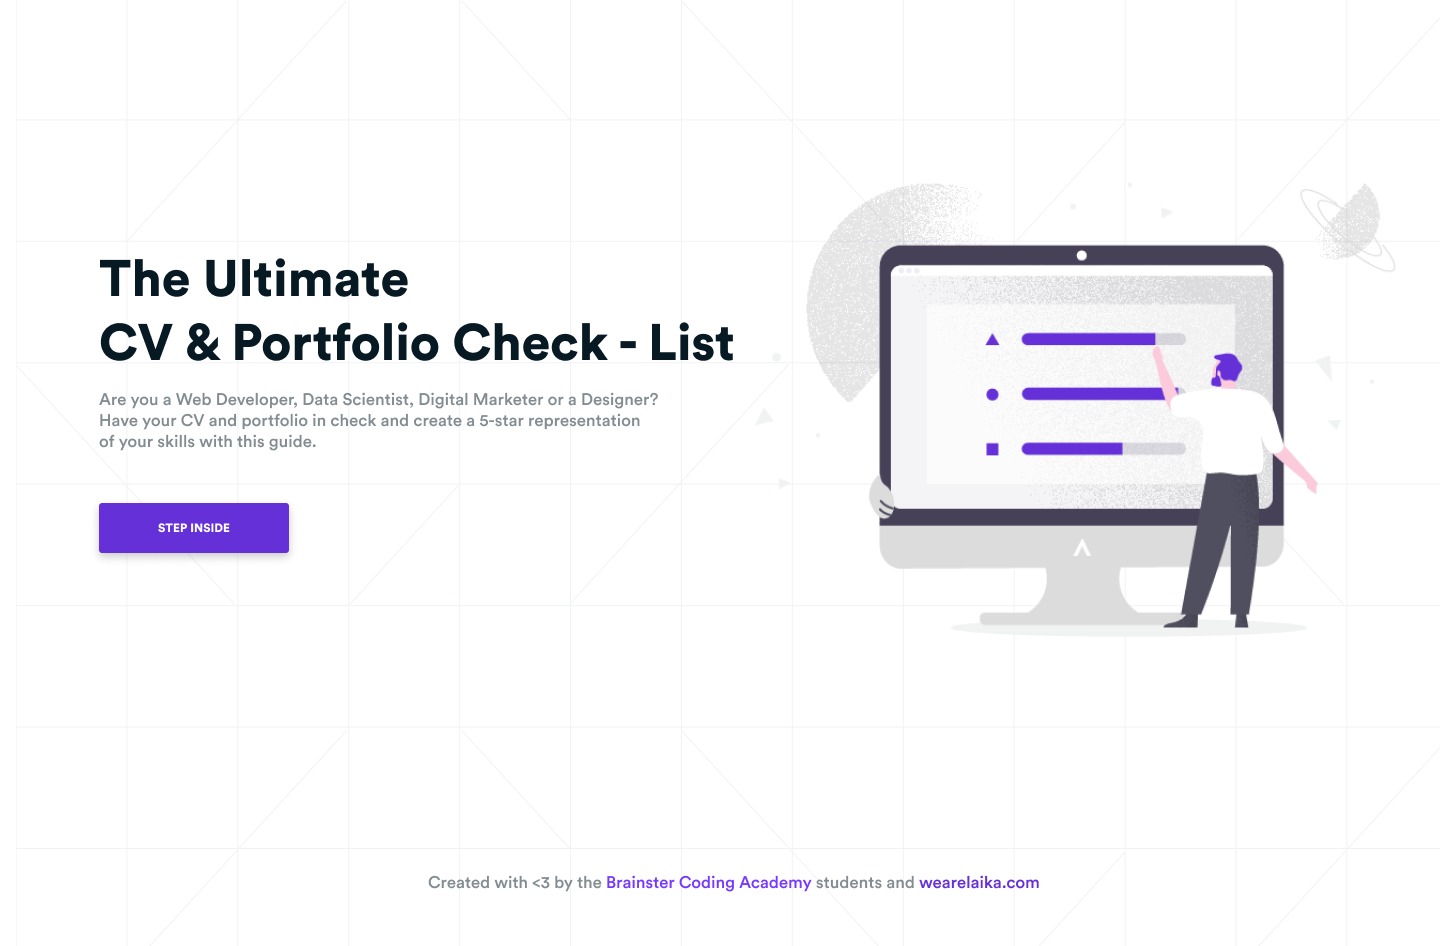 The Ultimate
CV & Portfolio Check - List
Are you a Web Developer, Data Scientist, Digital Marketer or a Designer?
Have your CV and portfolio in check and create a 5-star representation
of your skills with this guide.
STEP INSIDE
Created with <3 by the Brainster Coding Academy students and wearelaika.com